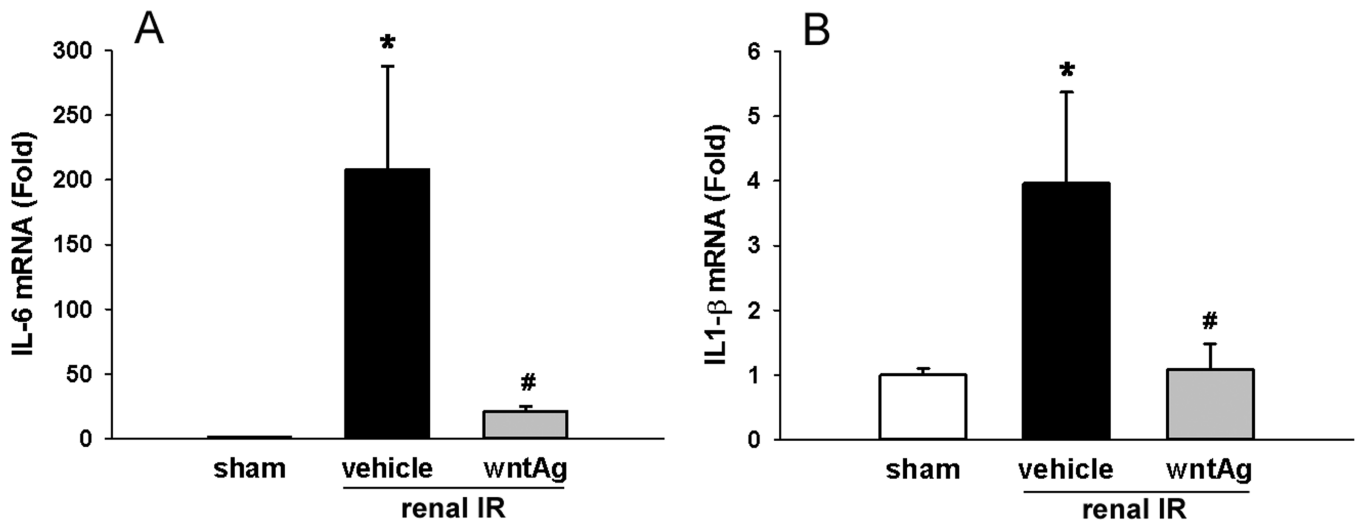 A
IL-6 mRNA (Fold)
300
250
200
150
100
50
0
*
#
sham vehicle wntAg
renal IR
B
IL1-β mRNA (Fold)
6
5
4
3
2
1
0
*
#
sham vehicle wntAg
renal IR